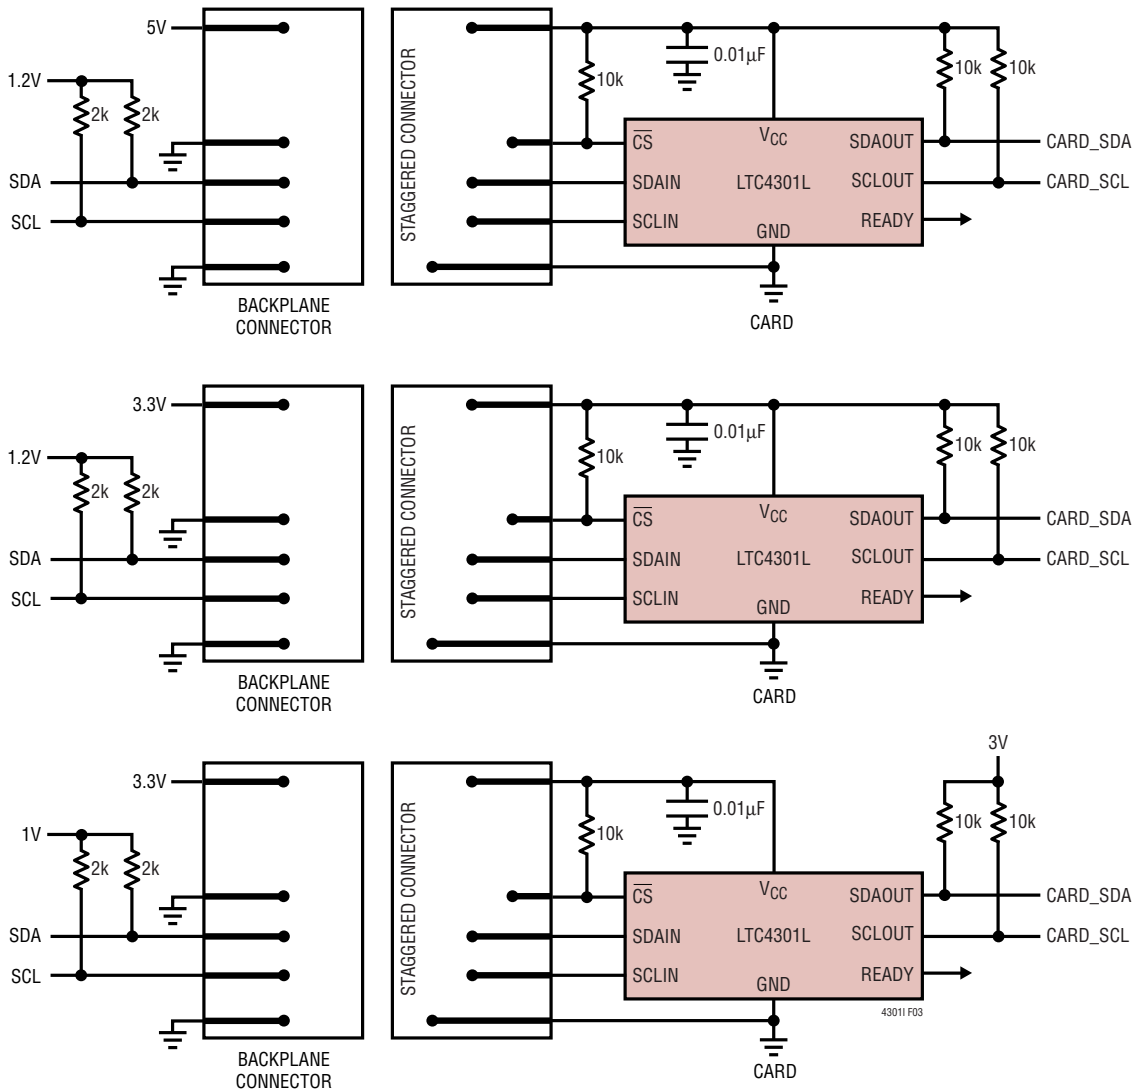 5V
1.2V
2k
2k
SDA
SCL
BACKPLANE
CONNECTOR
STAGGERED CONNECTOR
10k
0.01µF
10k
10k
CS
VCC
SDAOUT
CARD_SDA
SDAIN
LTC4301L
SCLOUT
CARD_SCL
SCLIN
READY
GND
CARD
3.3V
1.2V
2k
2k
SDA
SCL
BACKPLANE
CONNECTOR
STAGGERED CONNECTOR
10k
0.01µF
10k
10k
CS
VCC
SDAOUT
CARD_SDA
SDAIN
LTC4301L
SCLOUT
CARD_SCL
SCLIN
READY
GND
CARD
3.3V
1V
2k
2k
SDA
SCL
BACKPLANE
CONNECTOR
STAGGERED CONNECTOR
10k
0.01µF
3V
10k
10k
CS
VCC
SDAOUT
CARD_SDA
SDAIN
LTC4301L
SCLOUT
CARD_SCL
SCLIN
READY
GND
4301I F03
CARD